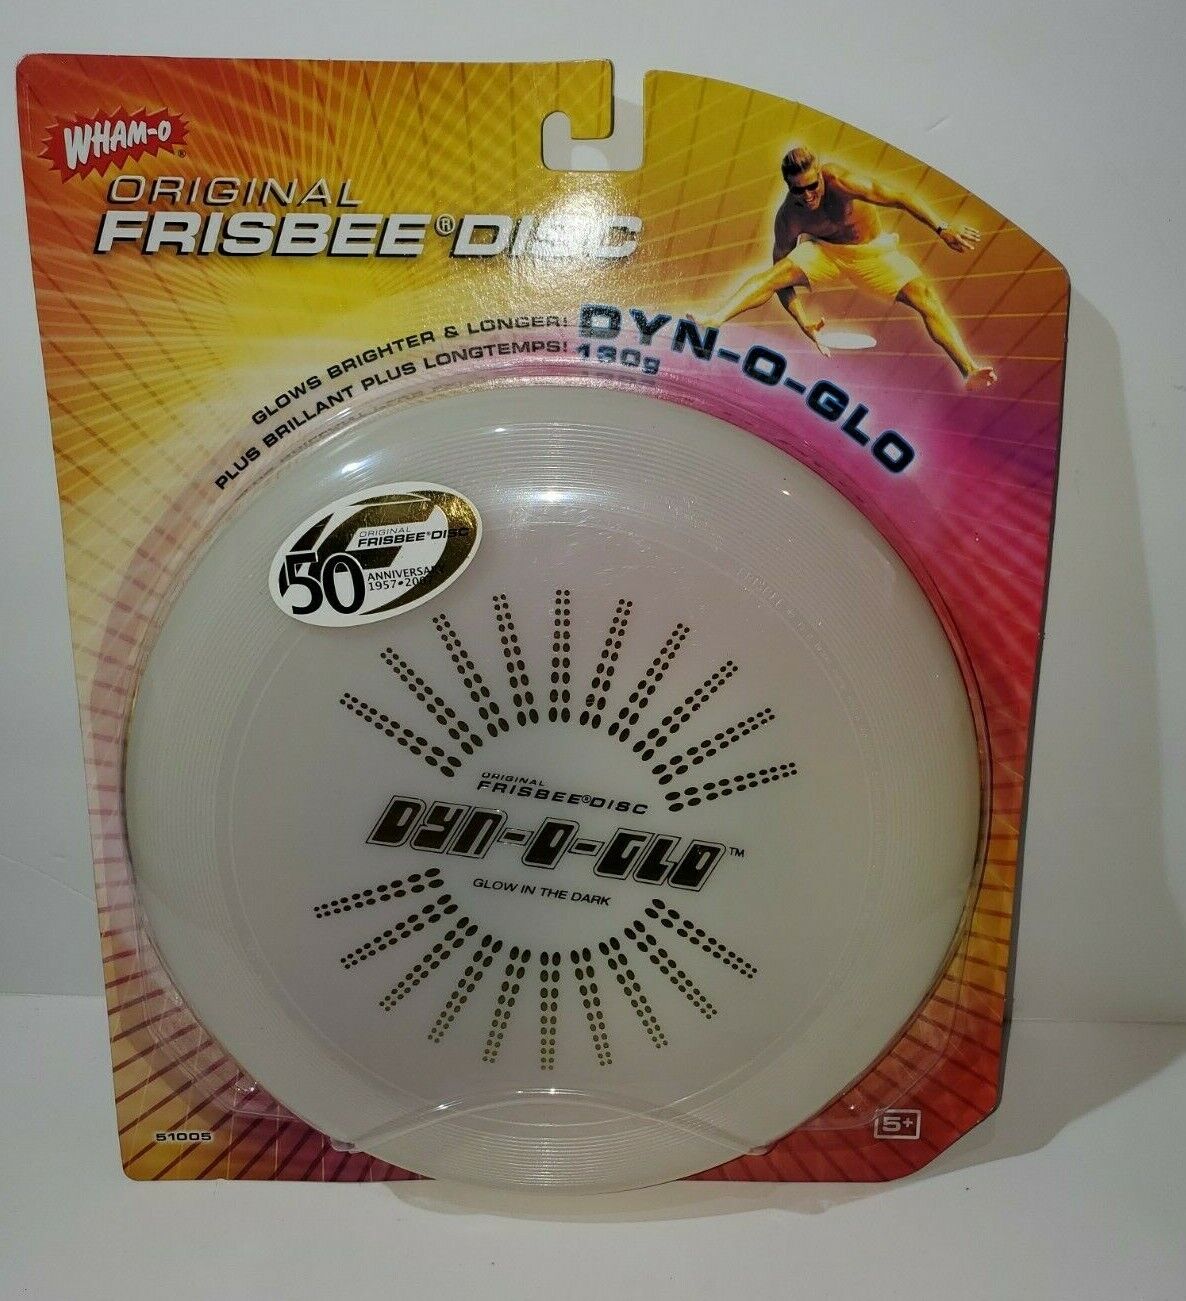 WHAM-O®
ORIGINAL
FRISBEE® DISC
GLOWS BRIGHTER & LONGER!
PLUS BRILLANT PLUS LONGTEMPS!
DYN-O-GLO
130g
ORIGINAL
FRISBEE® DISC
50
1957•
ORIGINAL
FRISBEE® DISC
DYN-O-GLO™
GLOW IN THE DARK
51005
5+